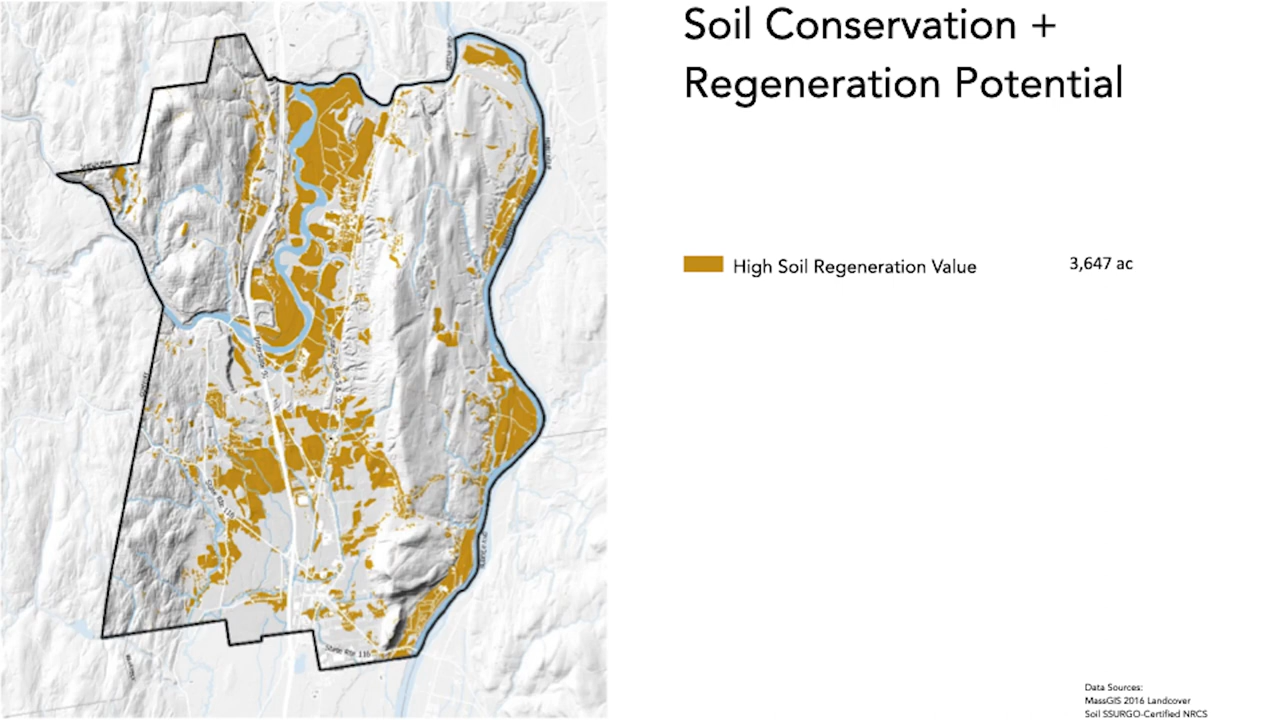 Soil Conservation +
Regeneration Potential
High Soil Regeneration Value 3,647 ac
State Rte 116
State Rte 116
Data Sources:
MassGIS 2016 Landcover
Soil SSURGO-Certified NRCS